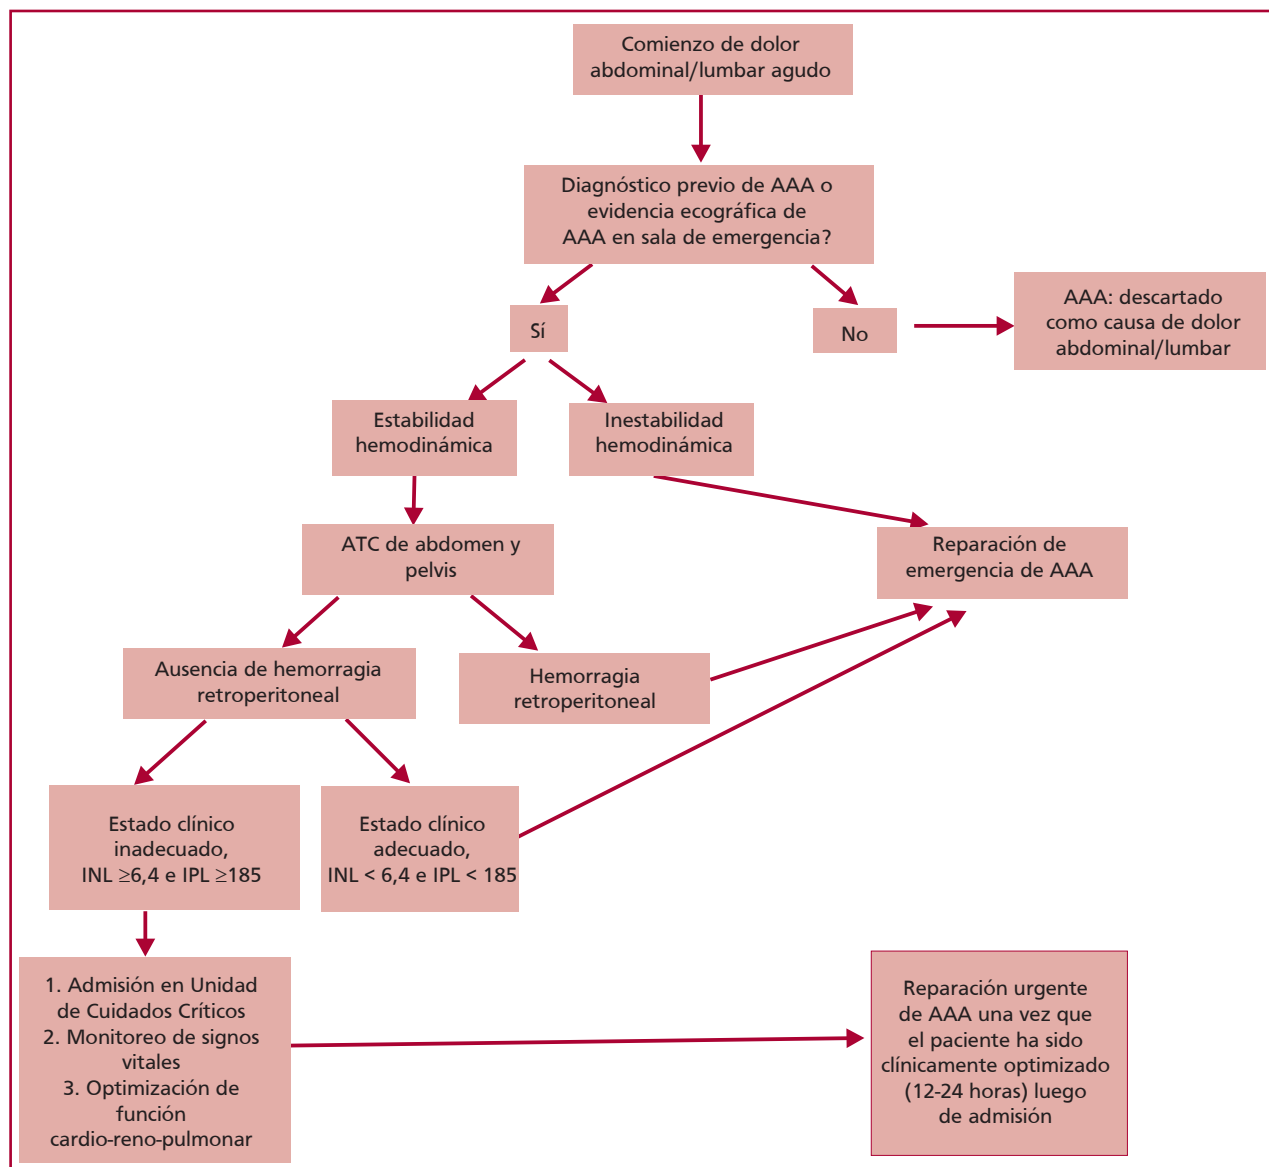 Comienzo de dolor
abdominal/lumbar agudo
Diagnóstico previo de AAA o
evidencia ecográfica de
AAA en sala de emergencia?
Sí
No
AAA: descartado
como causa de dolor
abdominal/lumbar
Estabilidad
hemodinámica
Inestabilidad
hemodinámica
ATC de abdomen y
pelvis
Reparación de
emergencia de AAA
Ausencia de hemorragia
retroperitoneal
Hemorragia
retroperitoneal
Estado clínico
inadecuado,
INL ≥6,4 e IPL ≥185
Estado clínico
adecuado,
INL < 6,4 e IPL < 185
1. Admisión en Unidad
de Cuidados Críticos
2. Monitoreo de signos
vitales
3. Optimización de
función
cardio-reno-pulmonar
Reparación urgente
de AAA una vez que
el paciente ha sido
clínicamente optimizado
(12-24 horas) luego
de admisión